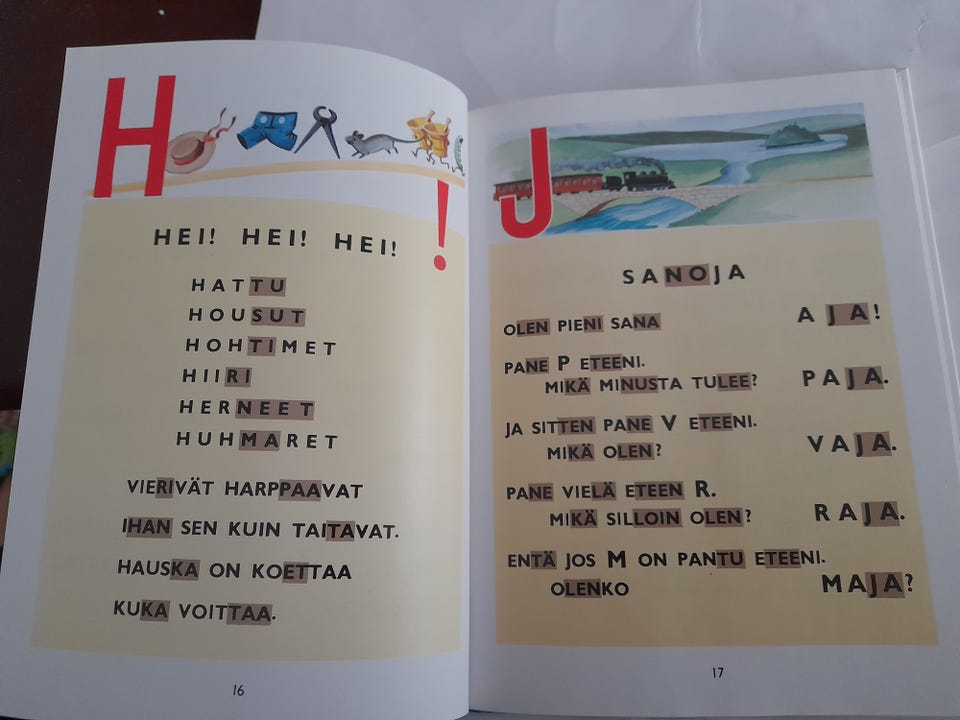 H
!
HEI! HEI! HEI!
HATTU
HOUSUT
HOHTIMET
HIIRI
HERNEET
HUHMARET
VIERIVÄT HARPPAAVAT
IHAN SEN KUIN TAITAVAT.
HAUSKA ON KOETTAA
KUKA VOITTAA.
16
J
SANOJA
OLEN PIENI SANA AJA!
PANE P ETEENI.
MIKÄ MINUSTA TULEE? PAJA.
JA SITTEN PANE V ETEENI.
MIKÄ OLEN? VAJA.
PANE VIELÄ ETEEN R.
MIKÄ SILLOIN OLEN? RAJA.
ENTÄ JOS M ON PANTU ETEENI.
OLENKO MAJA?
17